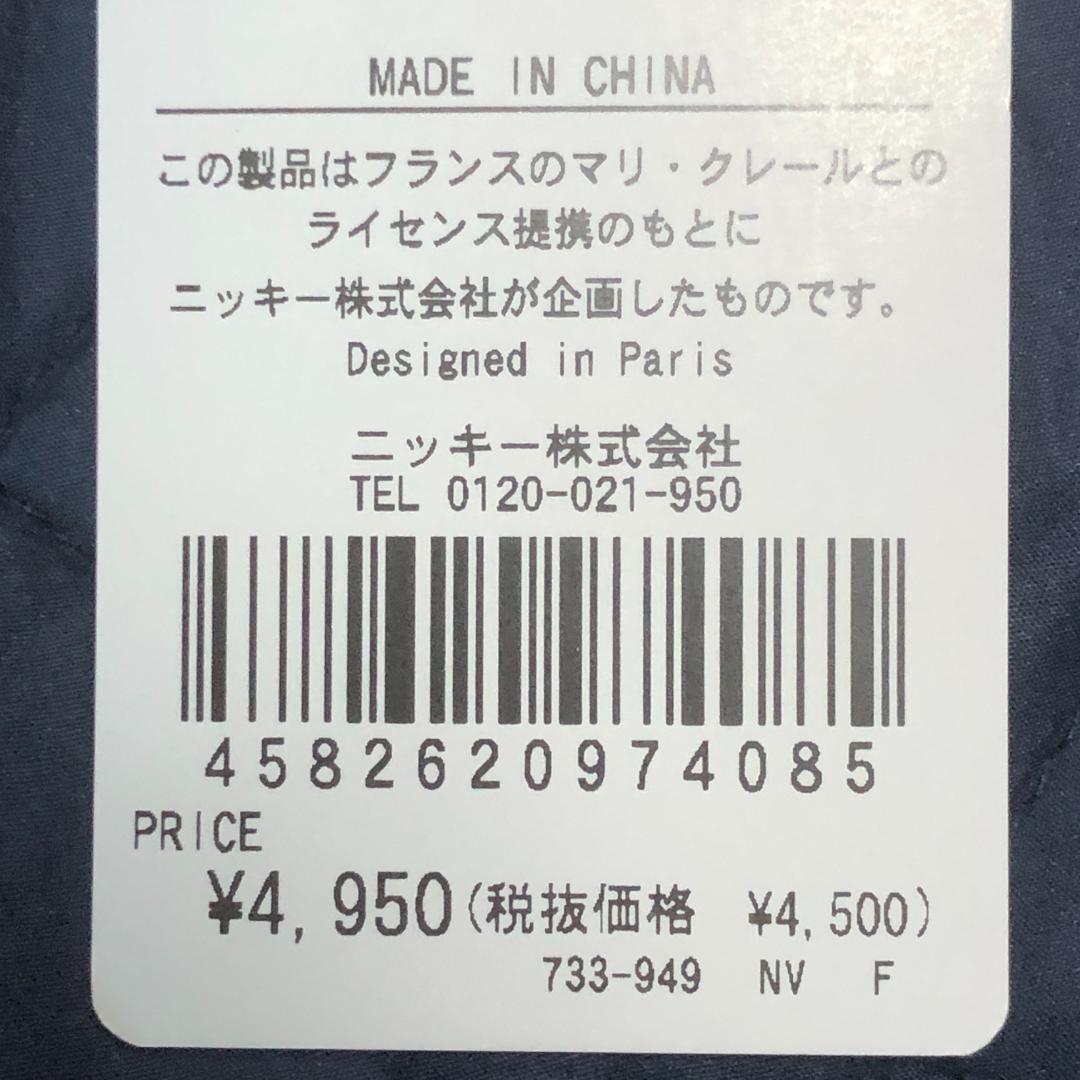 MADE IN CHINA
この製品はフランスのマリ・クレールとの
ライセンス提携のもとに
ニッキー株式会社が企画したものです。
Designed in Paris
ニッキー株式会社
TEL 0120-021-950
4582620974085
PRICE
¥4,950(税抜価格 ¥4,500)
733-949 NV F